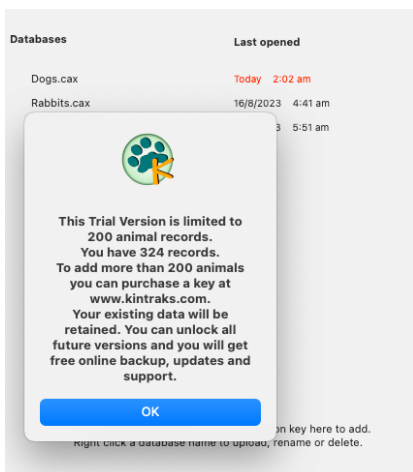 Databases Last opened
Dogs.cax Today 2:02 am
Rabbits.cax 16/8/2023 4:41 am
3 5:51 am
This Trial Version is limited to
200 animal records.
You have 324 records.
To add more than 200 animals
you can purchase a key at
www.kintraks.com.
Your existing data will be
retained. You can unlock all
future versions and you will get
free online backup, updates and
support.
OK
on key here to add.
Right click a database name to upload, rename or delete.